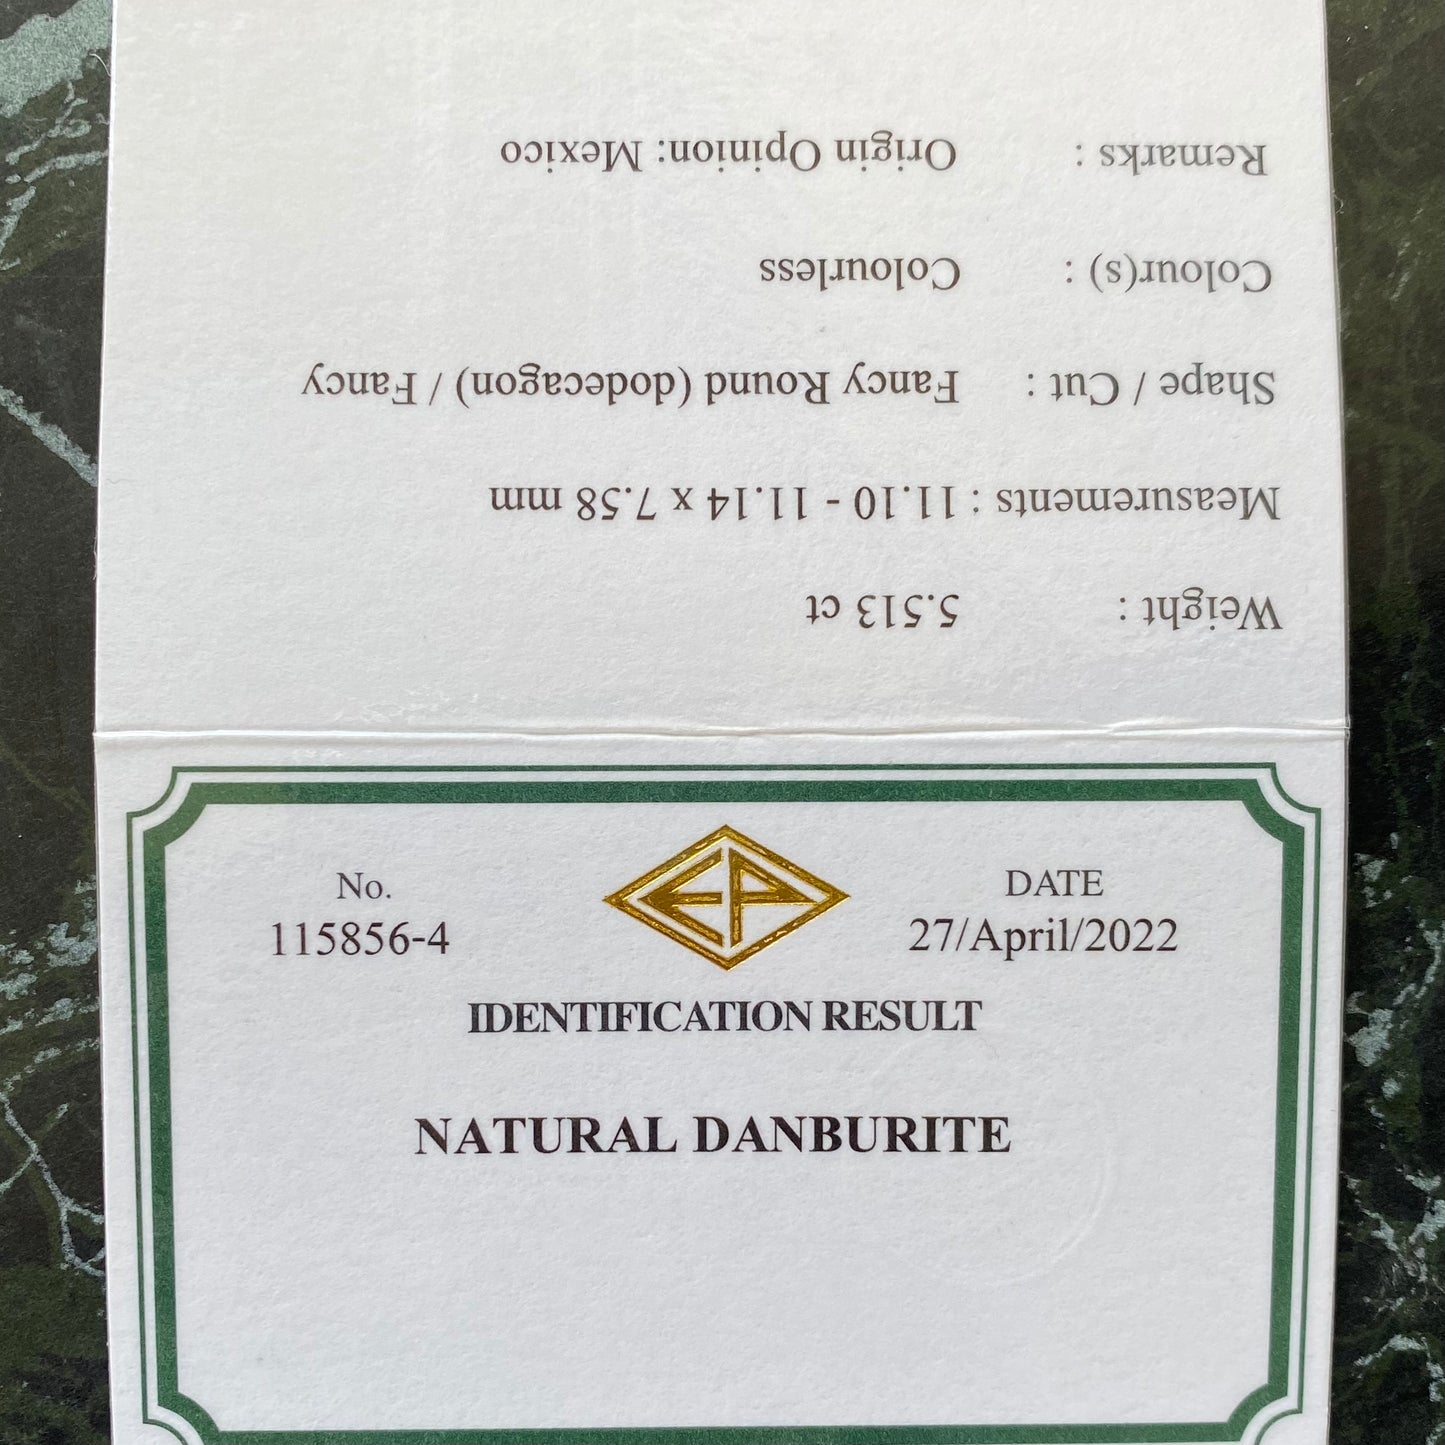 Weight : 5.513 ct
Measurements : 11.10 - 11.14 x 7.58 mm
Shape / Cut : Fancy Round (dodecagon) / Fancy
Colour(s) : Colourless
Remarks : Origin Opinion: Mexico
No. EP DATE
115856-4 27/April/2022
IDENTIFICATION RESULT
NATURAL DANBURITE